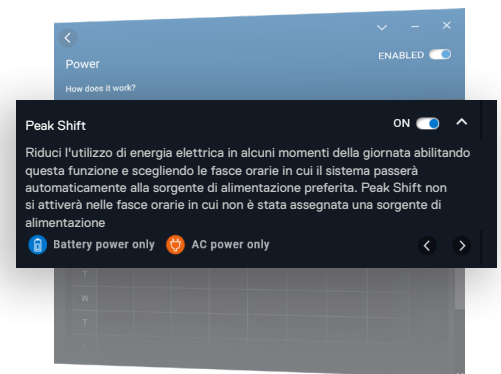 Power
ENABLED
How does it work?
Peak Shift
ON
Riduci l'utilizzo di energia elettrica in alcuni momenti della giornata abilitando
questa funzione e scegliendo le fasce orarie in cui il sistema passerà
automaticamente alla sorgente di alimentazione preferita. Peak Shift non
si attiverà nelle fasce orarie in cui non è stata assegnata una sorgente di
alimentazione
Battery power only
AC power only
T
W
T